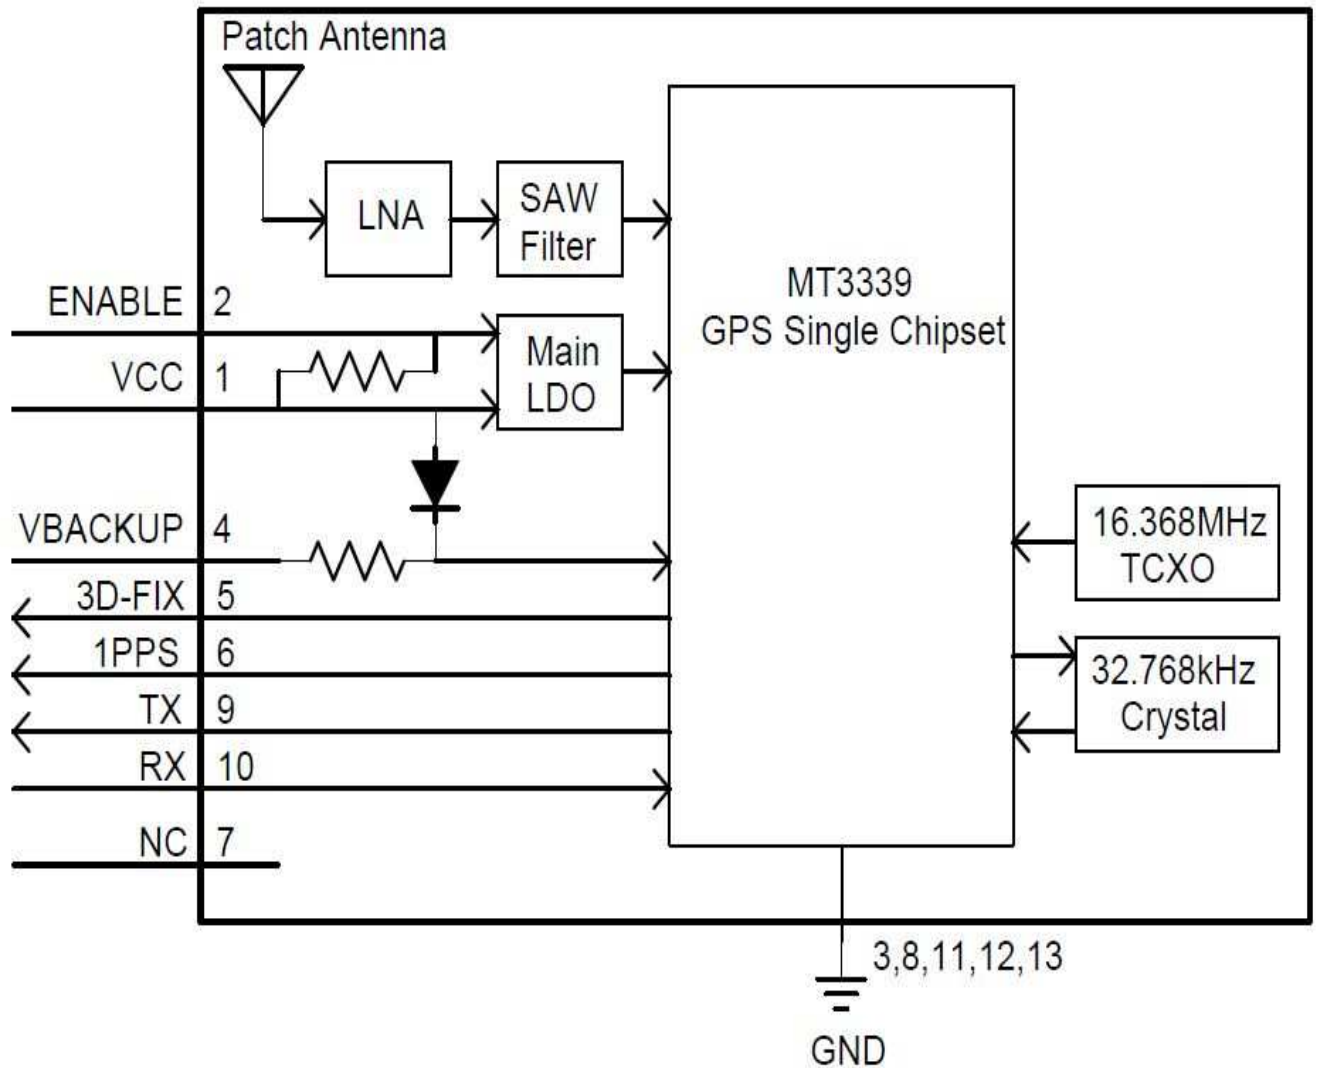 Patch Antenna
LNA
SAW
Filter
MT3339
GPS Single Chipset
ENABLE 2
Main
LDO
VCC 1
VBACKUP 4
16.368MHz
TCXO
3D-FIX 5
1PPS 6
32.768kHz
Crystal
TX 9
RX 10
NC 7
3,8,11,12,13
GND